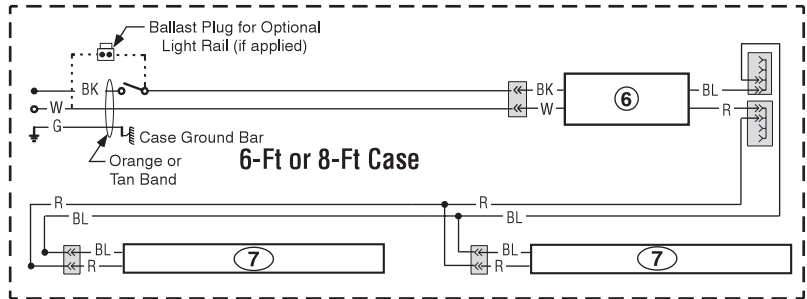 Ballast Plug for Optional
Light Rail (if applied)
BK
W
G
Case Ground Bar
Orange or
Tan Band
6-Ft or 8-Ft Case
BK
W
6
BL
R
R
BL
R
BL
BL
R
7
BL
R
7